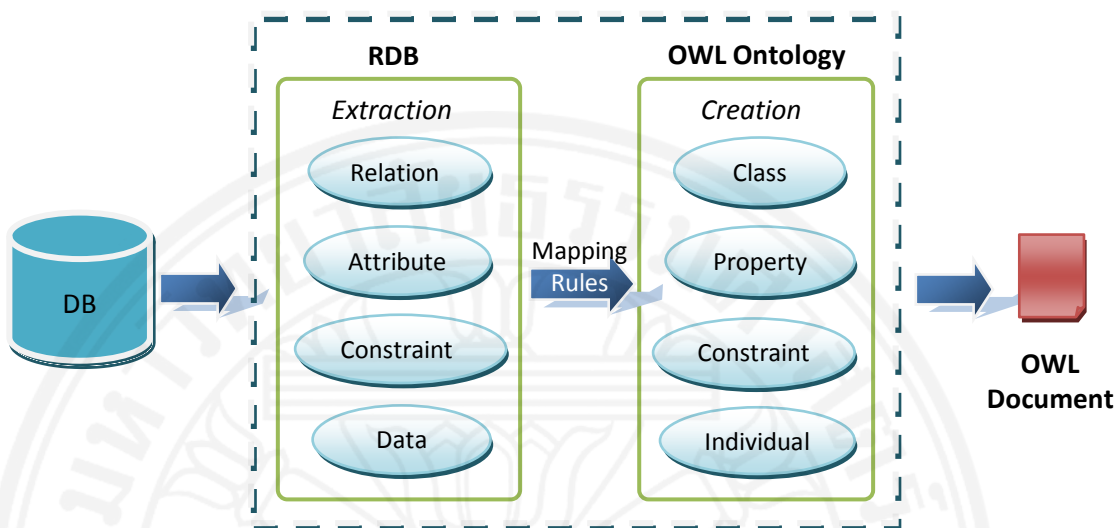 RDB
OWL Ontology
Extraction
Creation
Relation
Class
Attribute
Property
Mapping
Rules
DB
Constraint
Constraint
Data
Individual
OWL
Document